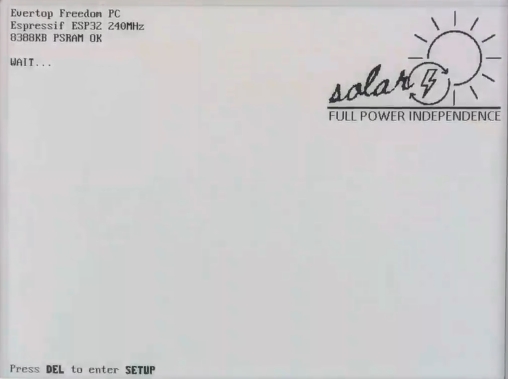 Evertop Freedom PC
Espressif ESP32 240MHz
8388KB PSRAM OK
WAIT...
solar
FULL POWER INDEPENDENCE
Press DEL to enter SETUP